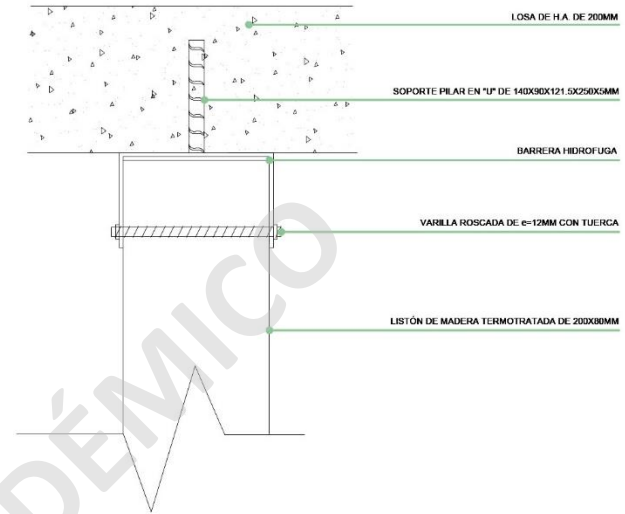 LOSA DE H.A. DE 200MM
SOPORTE PILAR EN "U" DE 140X90X121.5X250X5MM
BARRERA HIDROFUGA
VARILLA ROSCADA DE e=12MM CON TUERCA
LISTÓN DE MADERA TERMOTRATADA DE 200X80MM
DÉMICO